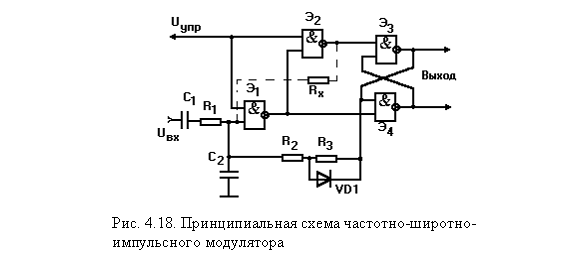 Uупр
Э2
&
Э3
&
Э1
&
Rx
Выход
C1
R1
Uвх
&
Э4
C2
R2
R3
VD1
Рис. 4.18. Принципиальная схема частотно-широтно-
импульсного модулятора